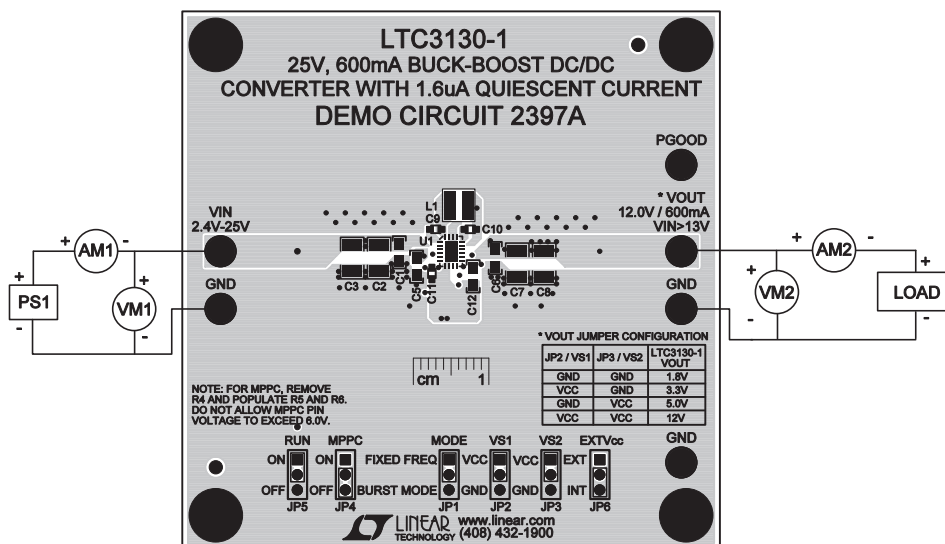 LTC3130-1
25V, 600mA BUCK-BOOST DC/DC
CONVERTER WITH 1.6uA QUIESCENT CURRENT
DEMO CIRCUIT 2397A
PGOOD
VIN
2.4V-25V
* VOUT
12.0V / 600mA
VIN>13V
L1
C9
C10
U1
C3
C2
C1
C5
C11
C12
C6
C7
C8
+ AM1 -
+
PS1
-
+
VM1
-
GND
+ AM2 -
+
VM2
-
+
LOAD
-
GND
cm 1
* VOUT JUMPER CONFIGURATION
JP2 / VS1 JP3 / VS2 LTC3130-1 VOUT
GND GND 1.8V
VCC GND 3.3V
GND VCC 5.0V
VCC VCC 12V
NOTE: FOR MPPC, REMOVE
R4 AND POPULATE R5 AND R6.
DO NOT ALLOW MPPC PIN
VOLTAGE TO EXCEED 6.0V.
GND
RUN MPPC MODE VS1 VS2 EXTVcc
ON ON FIXED FREQ VCC VCC EXT
OFF OFF BURST MODE GND GND INT
JP5 JP4 JP1 JP2 JP3 JP6
LINEAR TECHNOLOGY
www.linear.com
(408) 432-1900